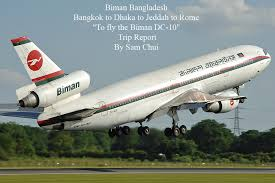 Biman Bangladesh
Bangkok to Dhaka to Jeddah to Rome
"To fly the Biman DC-10"
Trip Report
By Sam Chui
Biman
বাংলাদেশ বিমান